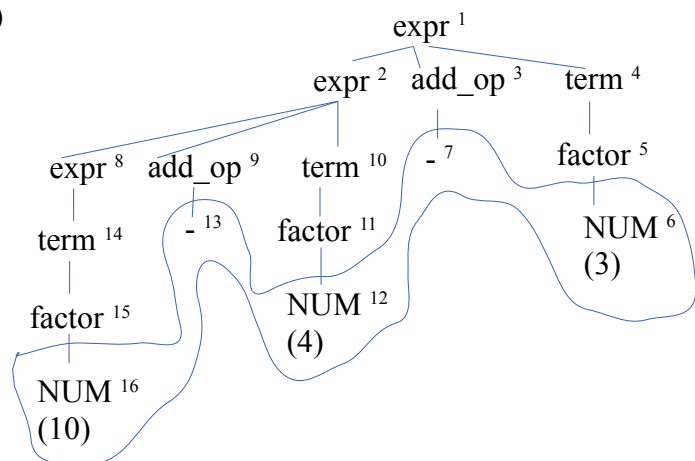 )
expr 1
expr 2 add_op 3 term 4
expr 8 add_op 9 term 10 - 7 factor 5
term 14 - 13 factor 11 NUM 6
(3)
factor 15 NUM 12
(4)
NUM 16
(10)